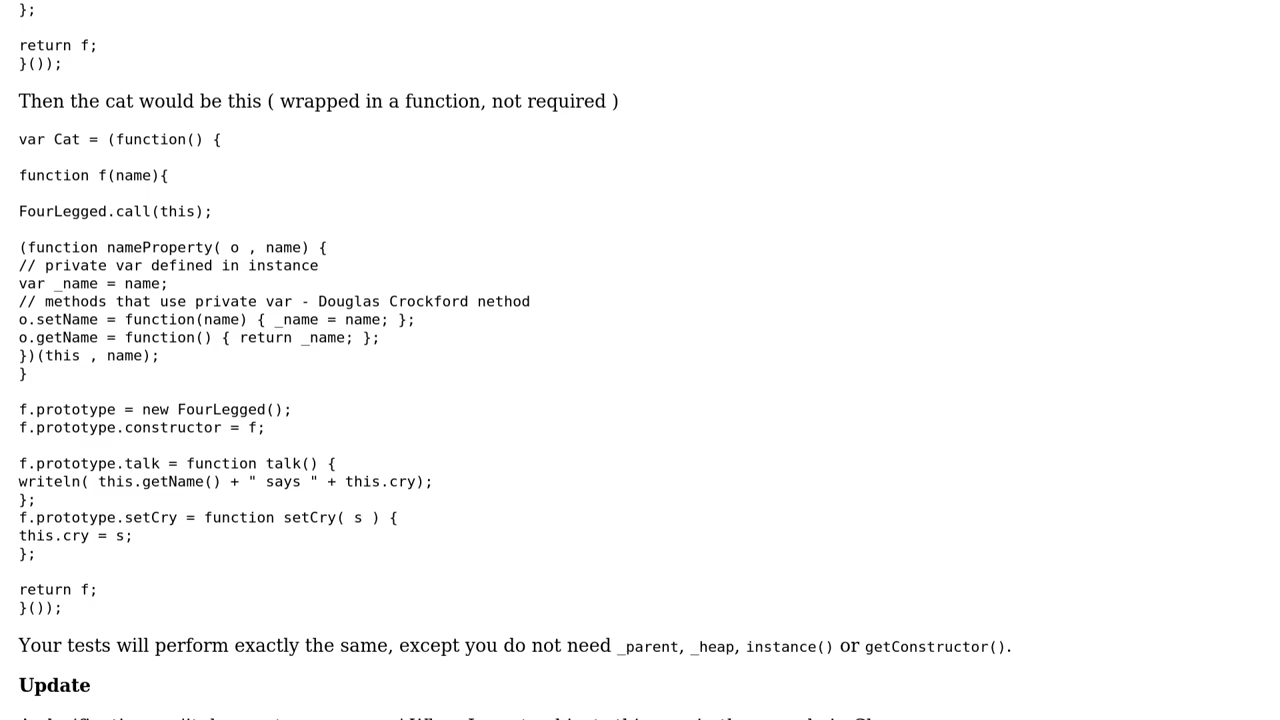 };
return f;
}());
Then the cat would be this ( wrapped in a function, not required )
var Cat = (function() {
function f(name){
FourLegged.call(this);
(function nameProperty( o , name) {
// private var defined in instance
var _name = name;
// methods that use private var - Douglas Crockford nethod
o.setName = function(name) { _name = name; };
o.getName = function() { return _name; };
})(this , name);
}
f.prototype = new FourLegged();
f.prototype.constructor = f;
f.prototype.talk = function talk() {
writeln( this.getName() + " says " + this.cry);
};
f.prototype.setCry = function setCry( s ) {
this.cry = s;
};
return f;
}());
Your tests will perform exactly the same, except you do not need _parent, _heap, instance() or getConstructor().
Update